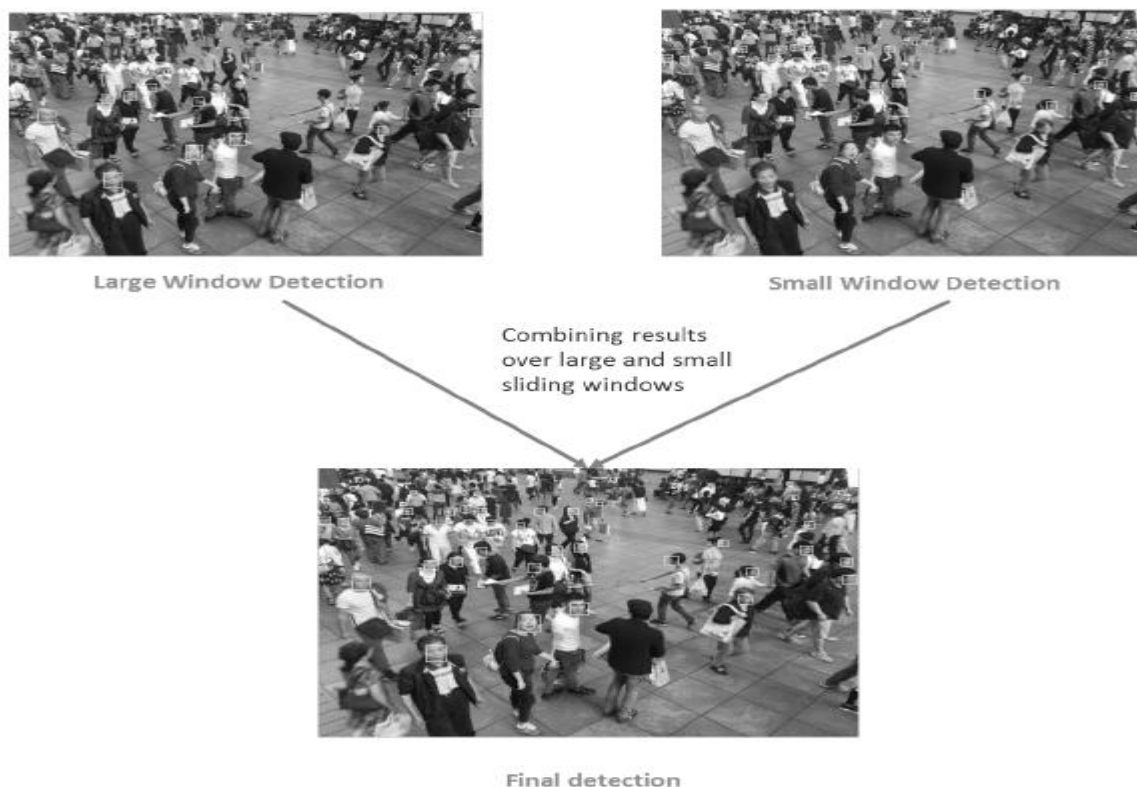 Large Window Detection
Small Window Detection
Combining results
over large and small
sliding windows
Final detection